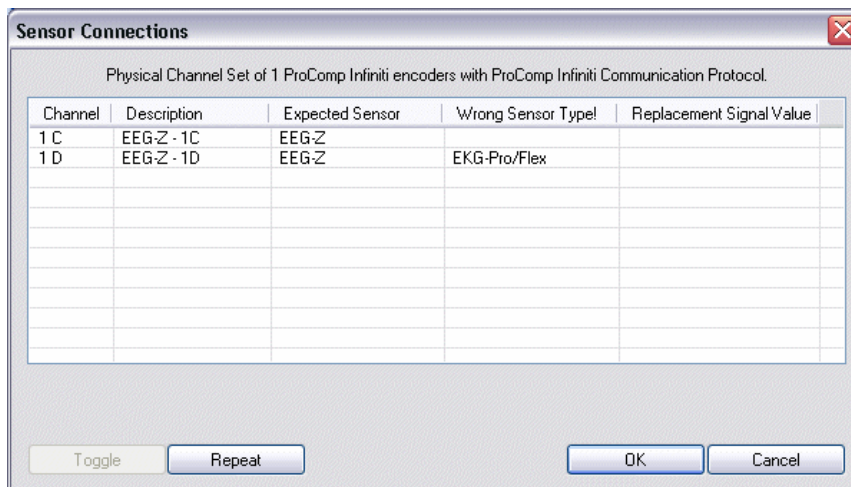 Sensor Connections
Physical Channel Set of 1 ProComp Infiniti encoders with ProComp Infiniti Communication Protocol.
Channel Description Expected Sensor Wrong Sensor Type! Replacement Signal Value
1 C EEG-Z - 1C EEG-Z
1 D EEG-Z - 1D EEG-Z EKG-Pro/Flex
Toggle Repeat OK Cancel